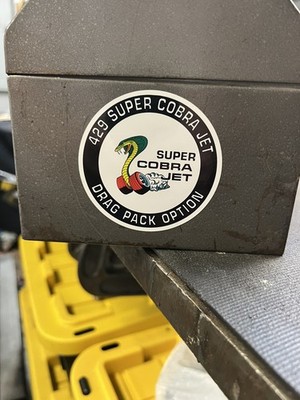 429 SUPER COBRA JET
SUPER
COBRA
JET
DRAG PACK OPTION